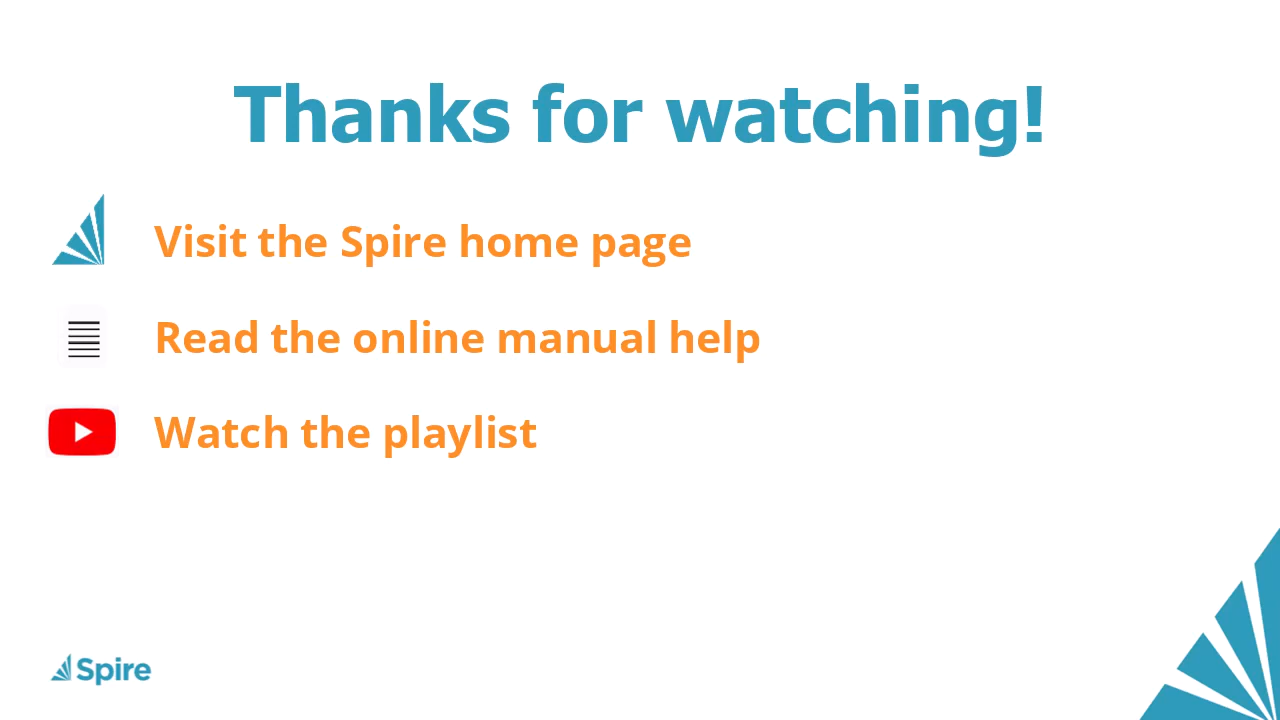 Thanks for watching!
Visit the Spire home page
Read the online manual help
Watch the playlist
Spire